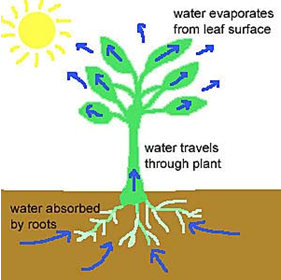 water evaporates
from leaf surface
water travels
through plant
water absorbed
by roots